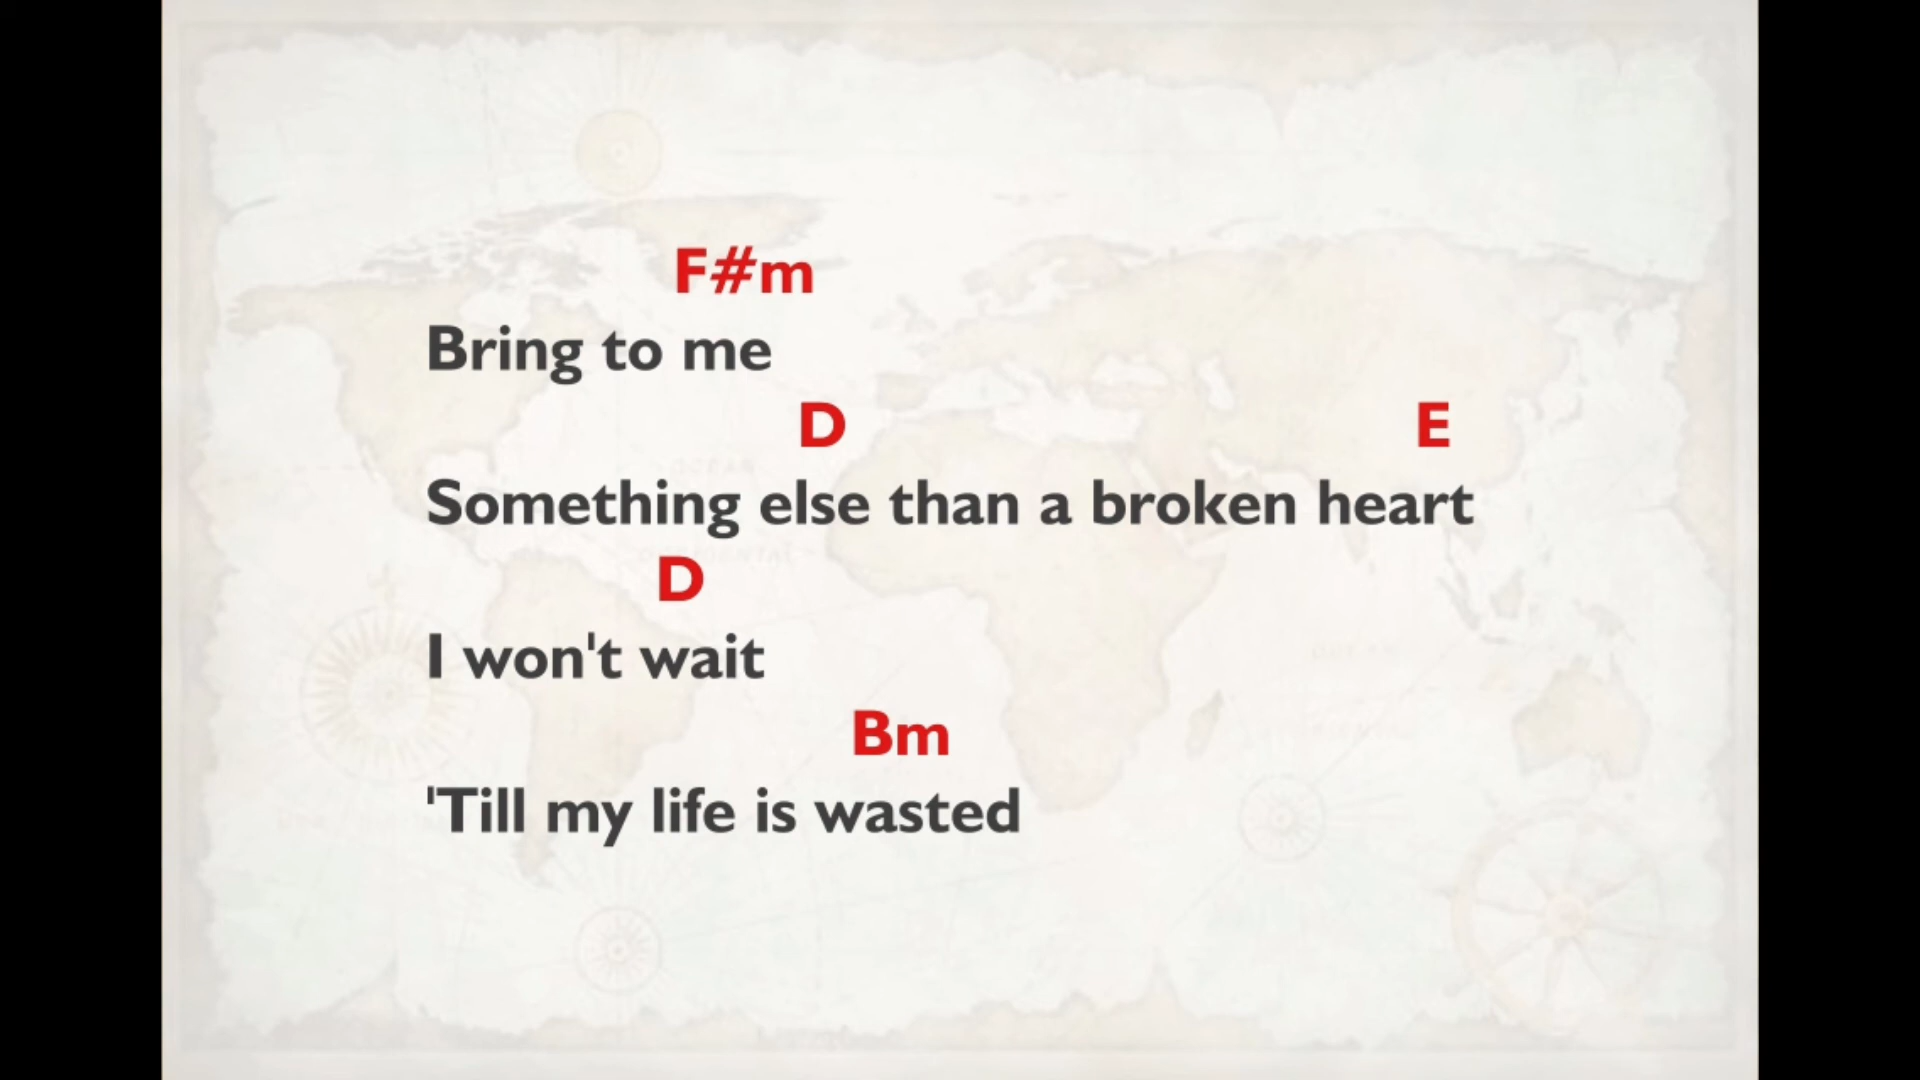 F#m
Bring to me
D E
Something else than a broken heart
D
I won't wait
Bm
'Till my life is wasted